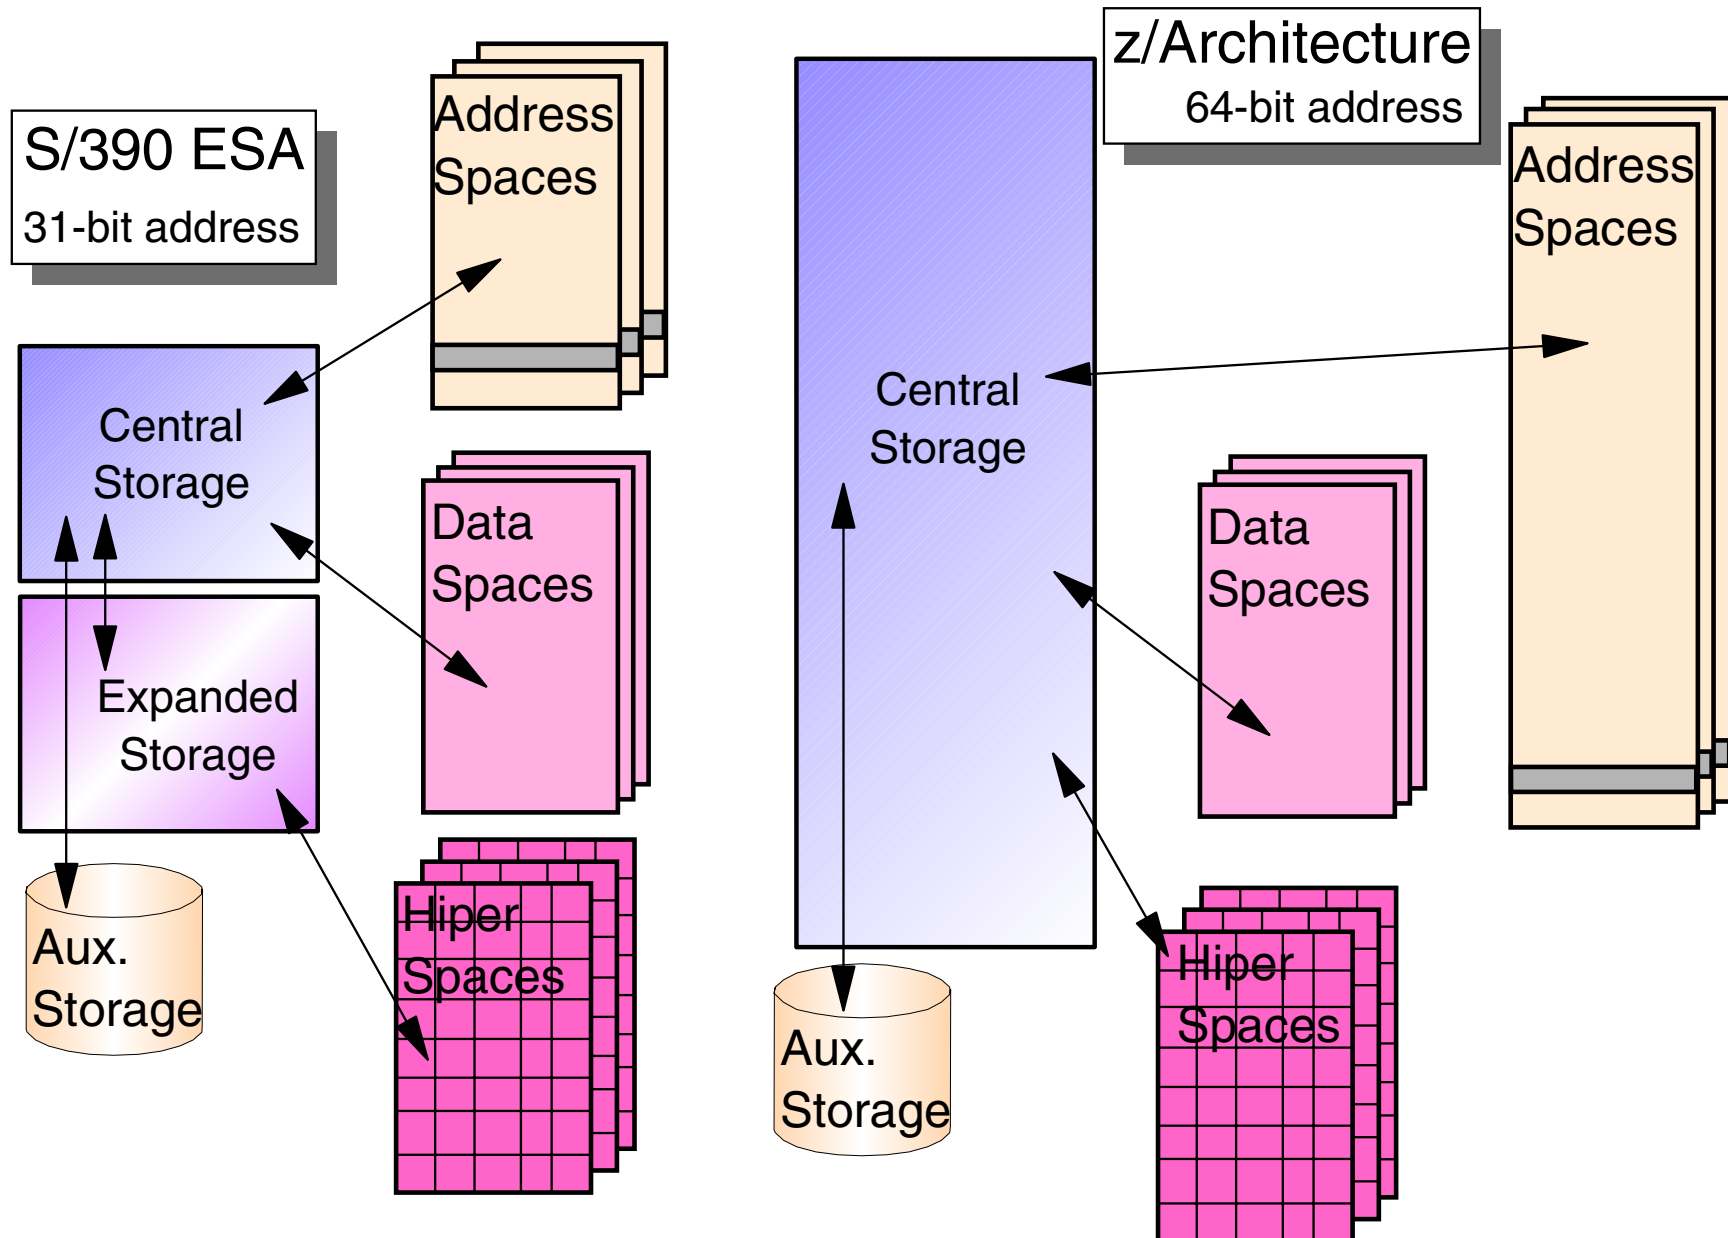 S/390 ESA
31-bit address
Address
Spaces
Central
Storage
Data
Spaces
Expanded
Storage
Hiper
Spaces
Aux.
Storage
z/Architecture
64-bit address
Address
Spaces
Central
Storage
Data
Spaces
Hiper
Spaces
Aux.
Storage